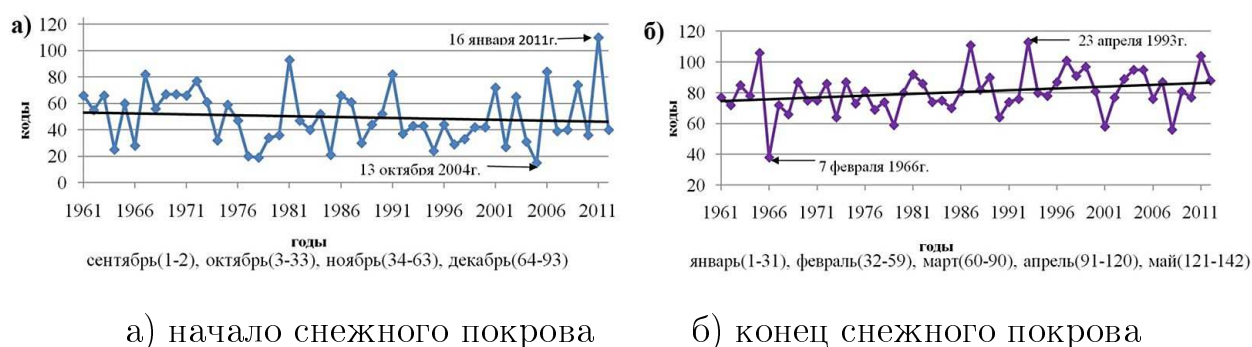 а)
120
100
80
60
40
20
0
коды
16 января 2011г.
13 октября 2004г.
1961 1966 1971 1976 1981 1986 1991 1996 2001 2006 2011
годы
сентябрь(1-2), октябрь(3-33), ноябрь(34-63), декабрь(64-93)
б)
120
100
80
60
40
20
коды
23 апреля 1993г.
7 февраля 1966г.
1961 1966 1971 1976 1981 1986 1991 1996 2001 2006 2011
годы
январь(1-31), февраль(32-59), март(60-90), апрель(91-120), май(121-142)
а) начало снежного покрова
б) конец снежного покрова